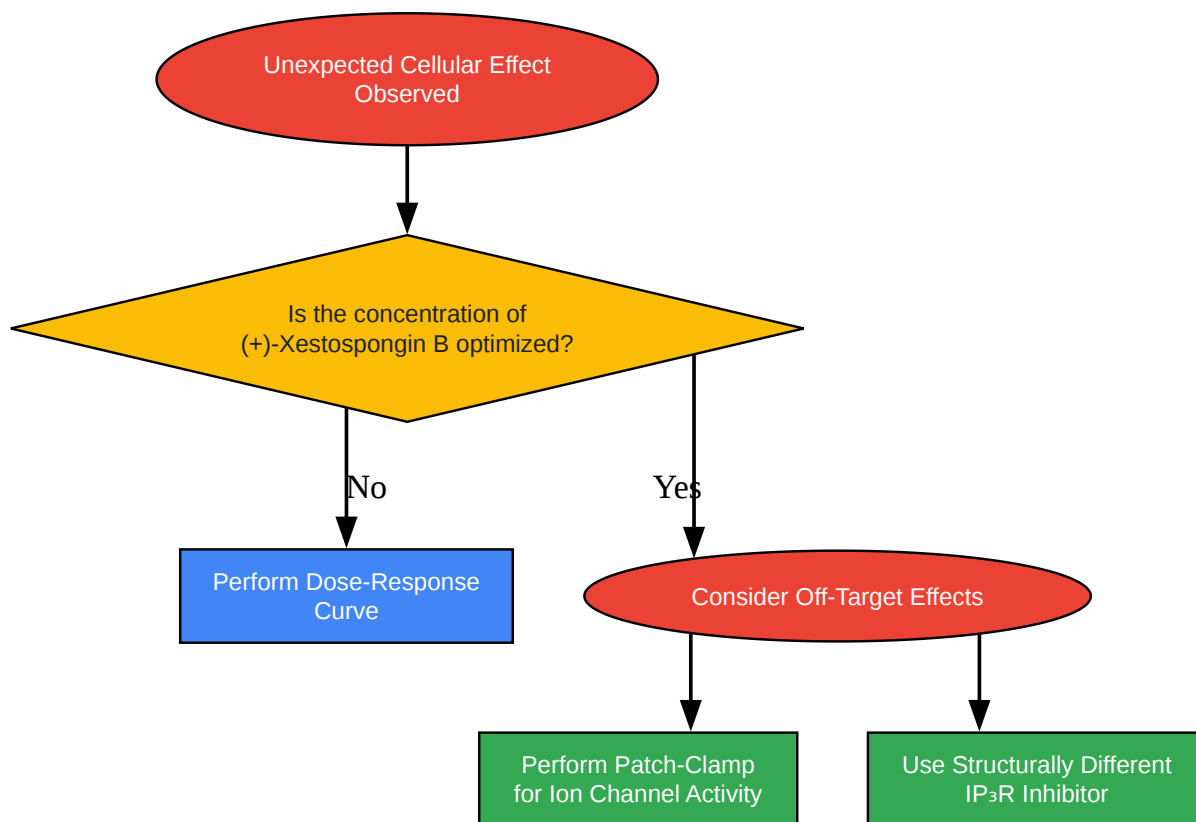 Unexpected Cellular Effect
Observed
Is the concentration of
(+)-Xestospongin B optimized?
No
Yes
Perform Dose-Response
Curve
Consider Off-Target Effects
Perform Patch-Clamp
for Ion Channel Activity
Use Structurally Different
IP₃R Inhibitor